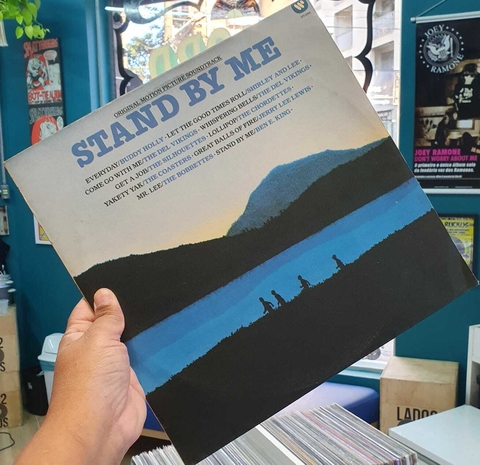 ORIGINAL MOTION PICTURE SOUNDTRACK
STAND BY ME
EVERYDAY/BUDDY HOLLY · LET THE GOOD TIMES ROLL/SHIRLEY AND LEE ·
COME GO WITH ME/THE DEL VIKINGS · WHISPERING BELLS/THE DEL VIKINGS ·
GET A JOB/THE SILHOUETTES · LOLLIPOP/THE CHORDETTES ·
YAKETY YAK/THE COASTERS · GREAT BALLS OF FIRE/JERRY LEE LEWIS ·
MR. LEE/THE BOBBETTES · STAND BY ME/BEN E. KING ·
JOEY
RAMONE
JOEY RAMONE
DON'T WORRY ABOUT ME
LADOS